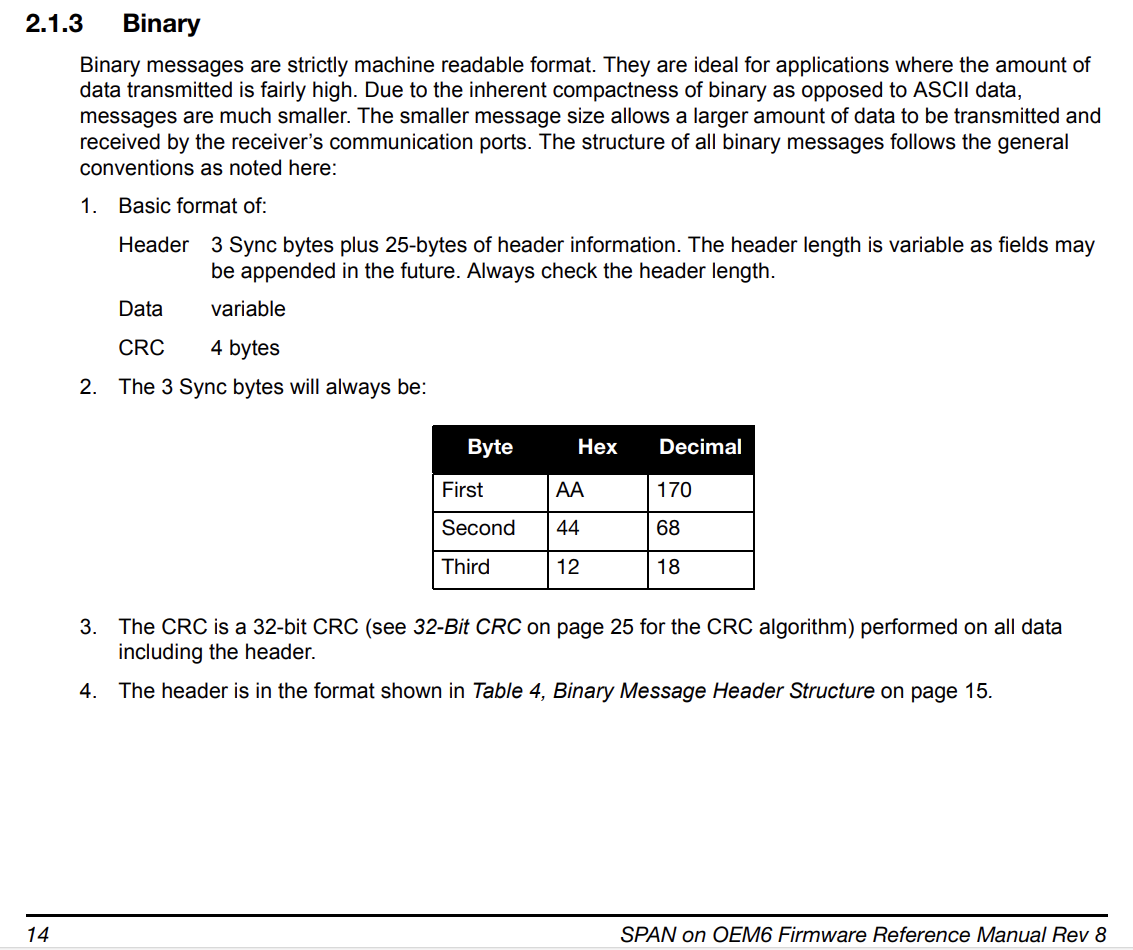 2.1.3 Binary
Binary messages are strictly machine readable format. They are ideal for applications where the amount of
data transmitted is fairly high. Due to the inherent compactness of binary as opposed to ASCII data,
messages are much smaller. The smaller message size allows a larger amount of data to be transmitted and
received by the receiver’s communication ports. The structure of all binary messages follows the general
conventions as noted here:
1. Basic format of:
Header 3 Sync bytes plus 25-bytes of header information. The header length is variable as fields may
be appended in the future. Always check the header length.
Data variable
CRC 4 bytes
2. The 3 Sync bytes will always be:
Byte Hex Decimal
First AA 170
Second 44 68
Third 12 18
3. The CRC is a 32-bit CRC (see 32-Bit CRC on page 25 for the CRC algorithm) performed on all data
including the header.
4. The header is in the format shown in Table 4, Binary Message Header Structure on page 15.
14 SPAN on OEM6 Firmware Reference Manual Rev 8